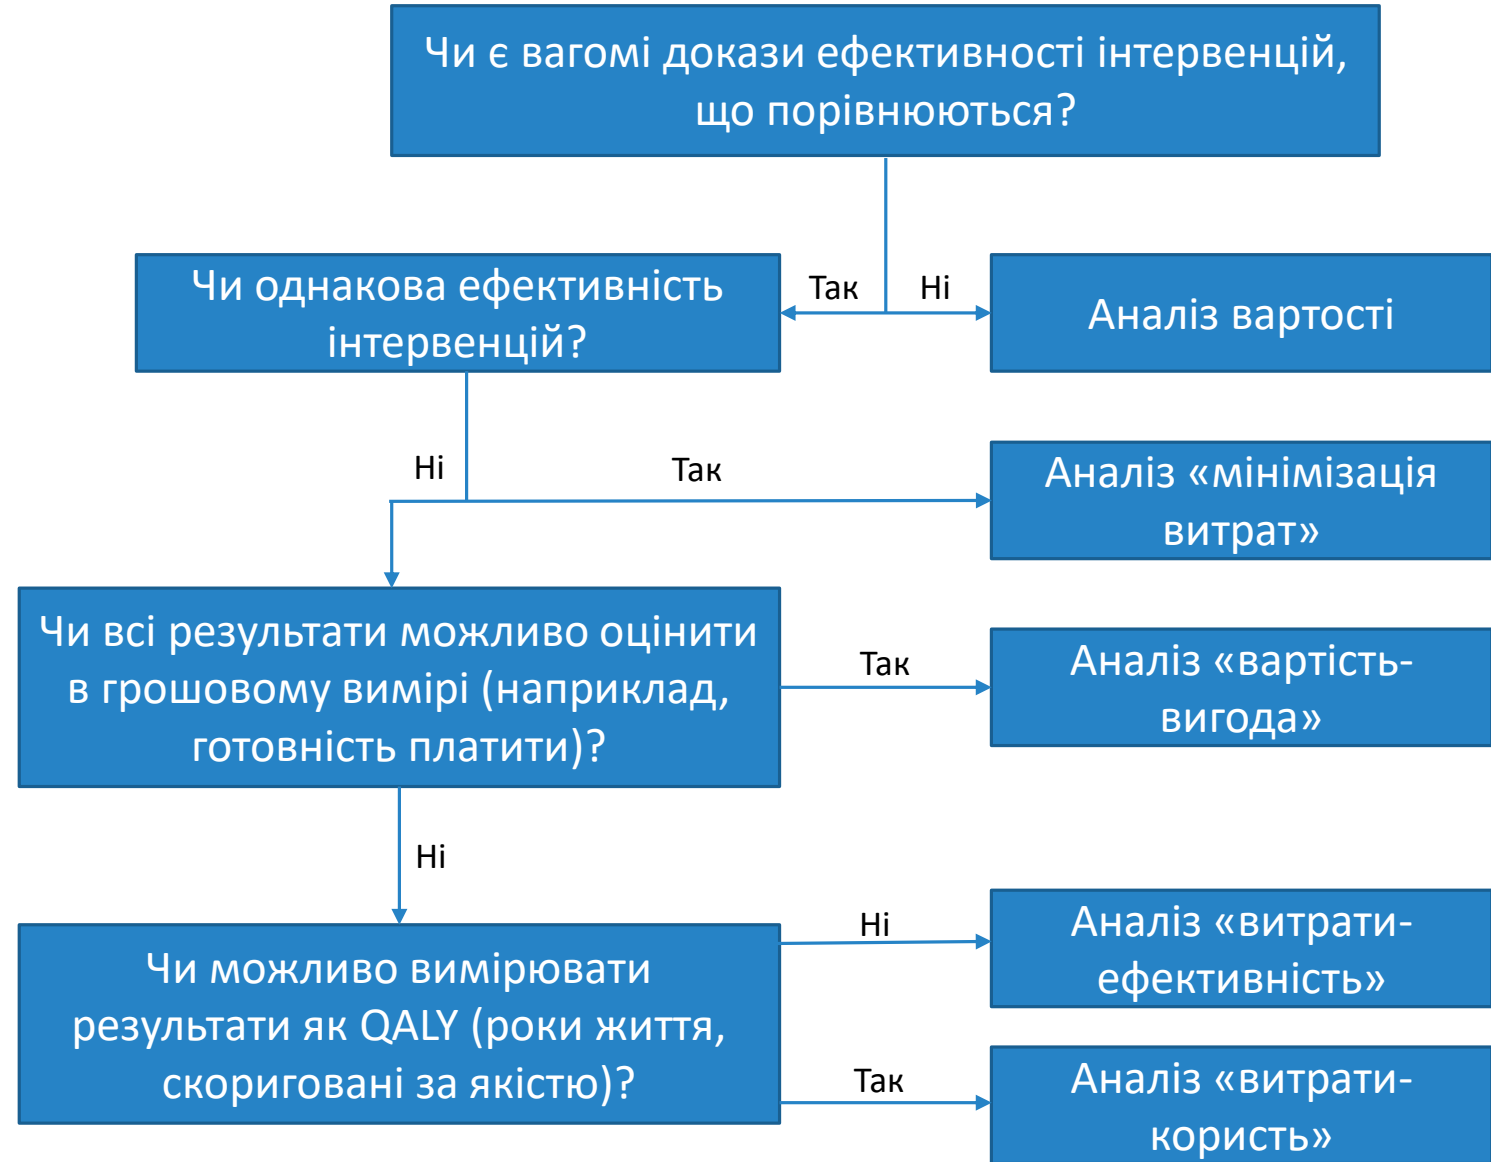 Чи є вагомі докази ефективності інтервенцій,
що порівнюються?
Чи однакова ефективність
інтервенцій?
Так
Ні
Аналіз вартості
Ні
Так
Аналіз «мінімізація
витрат»
Чи всі результати можливо оцінити
в грошовому вимірі (наприклад,
готовність платити)?
Так
Аналіз «вартість-
вигода»
Ні
Чи можливо вимірювати
результати як QALY (роки життя,
скориговані за якістю)?
Ні
Аналіз «витрати-
ефективність»
Так
Аналіз «витрати-
користь»